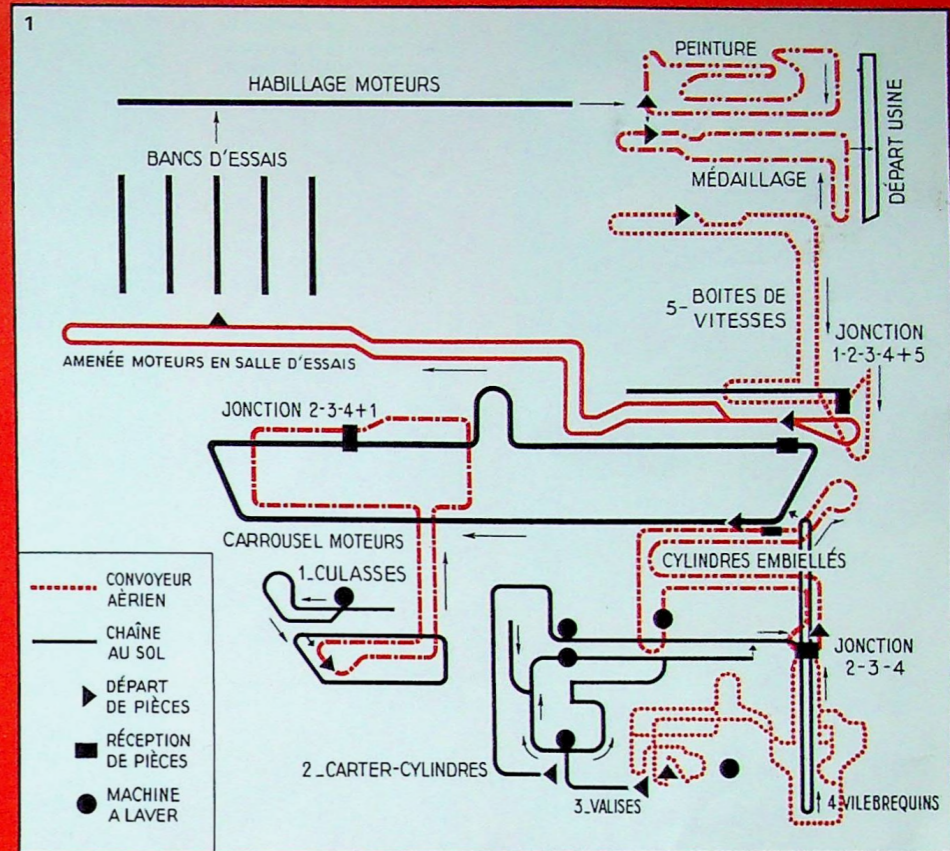 1
PEINTURE
HABILLAGE MOTEURS
BANCS D'ESSAIS
MÉDAILLAGE
DÉPART USINE
5- BOITES DE
VITESSES
JONCTION
1-2-3-4+5
AMENÉE MOTEURS EN SALLE D'ESSAIS
JONCTION 2-3-4+1
CARROUSEL MOTEURS
CYLINDRES EMBIELLÉS
1_CULASSES
JONCTION
2-3-4
2_CARTER-CYLINDRES
3_VALISES
4_VILEBREQUINS
CONVOYEUR
AÈRIEN
CHAÎNE
AU SOL
DÉPART
DE PIÈCES
RÉCEPTION
DE PIÈCES
MACHINE
A LAVER